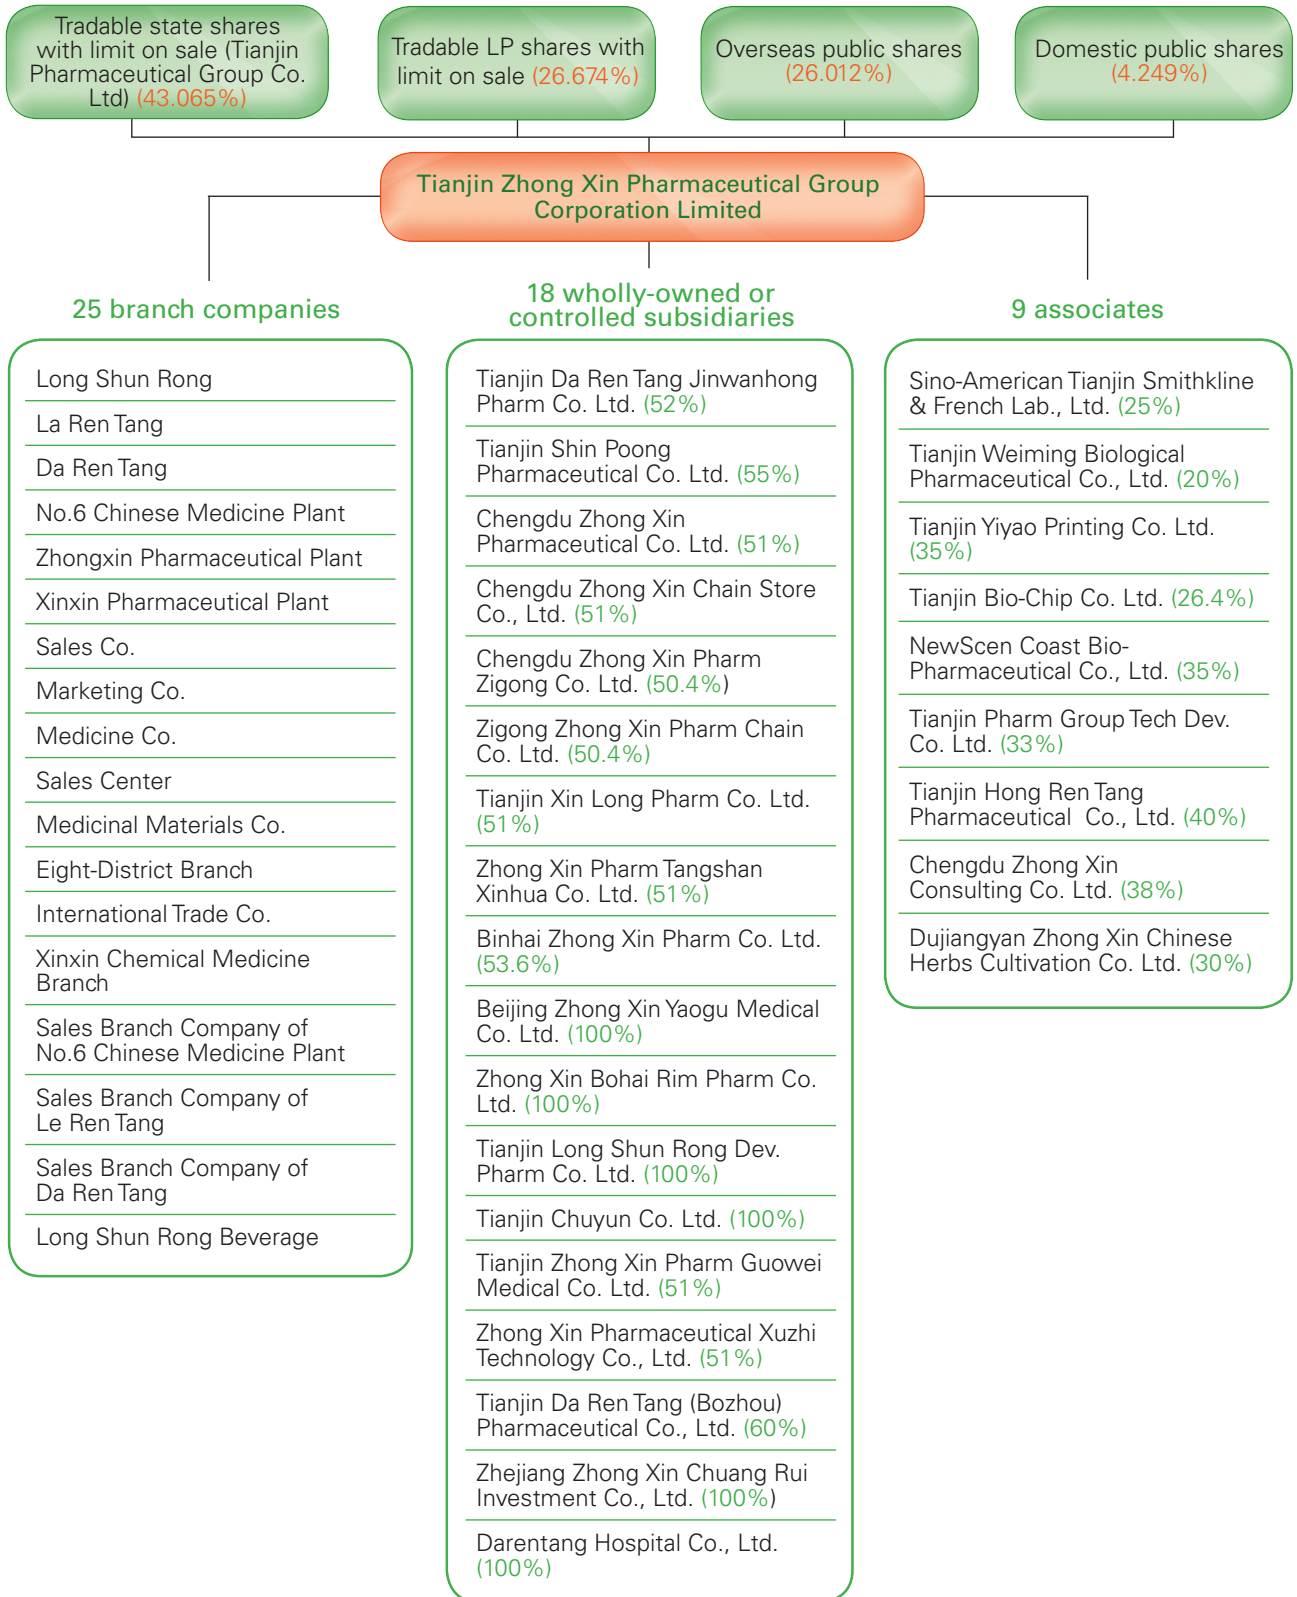 Tradable state shares
with limit on sale (Tianjin
Pharmaceutical Group Co.
Ltd) (43.065%)
Tradable LP shares with
limit on sale (26.674%)
Overseas public shares
(26.012%)
Domestic public shares
(4.249%)
Tianjin Zhong Xin Pharmaceutical Group
Corporation Limited
25 branch companies
Long Shun Rong
La Ren Tang
Da Ren Tang
No.6 Chinese Medicine Plant
Zhongxin Pharmaceutical Plant
Xinxin Pharmaceutical Plant
Sales Co.
Marketing Co.
Medicine Co.
Sales Center
Medicinal Materials Co.
Eight-District Branch
International Trade Co.
Xinxin Chemical Medicine
Branch
Sales Branch Company of
No.6 Chinese Medicine Plant
Sales Branch Company of
Le Ren Tang
Sales Branch Company of
Da Ren Tang
Long Shun Rong Beverage
18 wholly-owned or
controlled subsidiaries
Tianjin Da Ren Tang Jinwanhong
Pharm Co. Ltd. (52%)
Tianjin Shin Poong
Pharmaceutical Co. Ltd. (55%)
Chengdu Zhong Xin
Pharmaceutical Co. Ltd. (51%)
Chengdu Zhong Xin Chain Store
Co., Ltd. (51%)
Chengdu Zhong Xin Pharm
Zigong Co. Ltd. (50.4%)
Zigong Zhong Xin Pharm Chain
Co. Ltd. (50.4%)
Tianjin Xin Long Pharm Co. Ltd.
(51%)
Zhong Xin Pharm Tangshan
Xinhua Co. Ltd. (51%)
Binhai Zhong Xin Pharm Co. Ltd.
(53.6%)
Beijing Zhong Xin Yaogu Medical
Co. Ltd. (100%)
Zhong Xin Bohai Rim Pharm Co.
Ltd. (100%)
Tianjin Long Shun Rong Dev.
Pharm Co. Ltd. (100%)
Tianjin Chuyun Co. Ltd. (100%)
Tianjin Zhong Xin Pharm Guowei
Medical Co. Ltd. (51%)
Zhong Xin Pharmaceutical Xuzhi
Technology Co., Ltd. (51%)
Tianjin Da Ren Tang (Bozhou)
Pharmaceutical Co., Ltd. (60%)
Zhejiang Zhong Xin Chuang Rui
Investment Co., Ltd. (100%)
Darentang Hospital Co., Ltd.
(100%)
9 associates
Sino-American Tianjin Smithkline
& French Lab., Ltd. (25%)
Tianjin Weiming Biological
Pharmaceutical Co., Ltd. (20%)
Tianjin Yiyao Printing Co. Ltd.
(35%)
Tianjin Bio-Chip Co. Ltd. (26.4%)
NewScen Coast Bio-
Pharmaceutical Co., Ltd. (35%)
Tianjin Pharm Group Tech Dev.
Co. Ltd. (33%)
Tianjin Hong Ren Tang
Pharmaceutical Co., Ltd. (40%)
Chengdu Zhong Xin
Consulting Co. Ltd. (38%)
Dujiangyan Zhong Xin Chinese
Herbs Cultivation Co. Ltd. (30%)